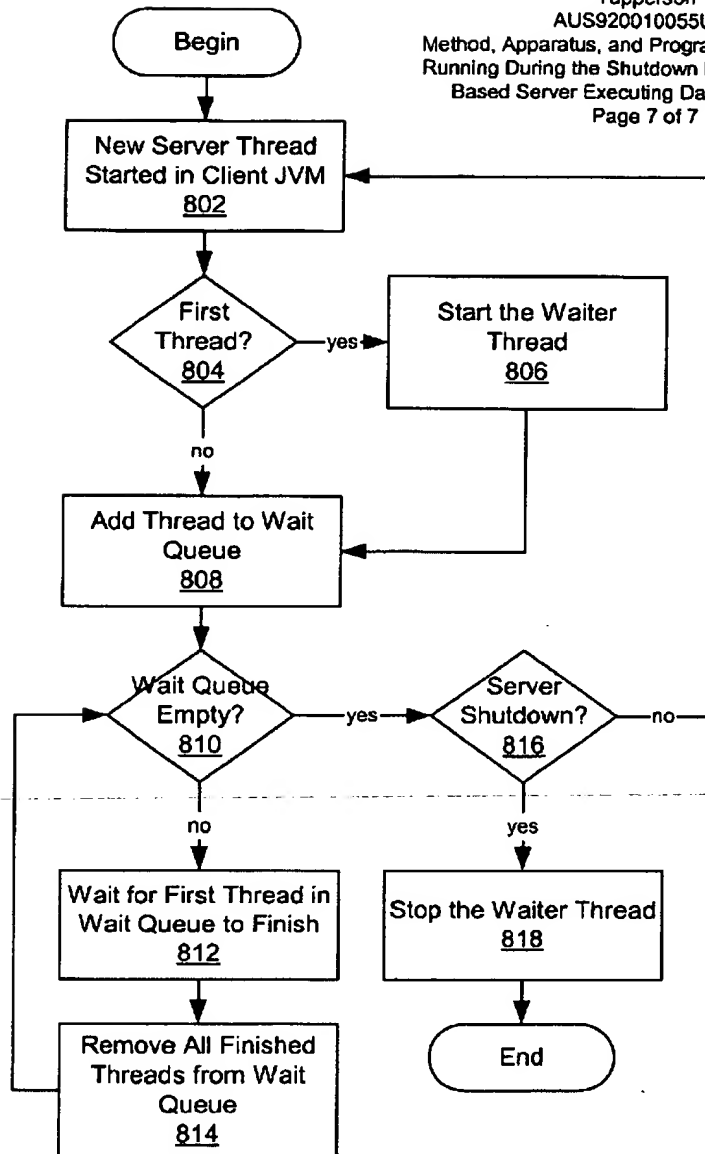 AUS920010055U
Method, Apparatus, and Progra
Running During the Shutdown
Based Server Executing Da
Page 7 of 7
Begin
New Server Thread
Started in Client JVM
802
First
Thread?
804
yes
Start the Waiter
Thread
806
no
Add Thread to Wait
Queue
808
Wait Queue
Empty?
810
yes
Server
Shutdown?
816
no
no
yes
Wait for First Thread in
Wait Queue to Finish
812
Stop the Waiter Thread
818
Remove All Finished
Threads from Wait
Queue
814
End